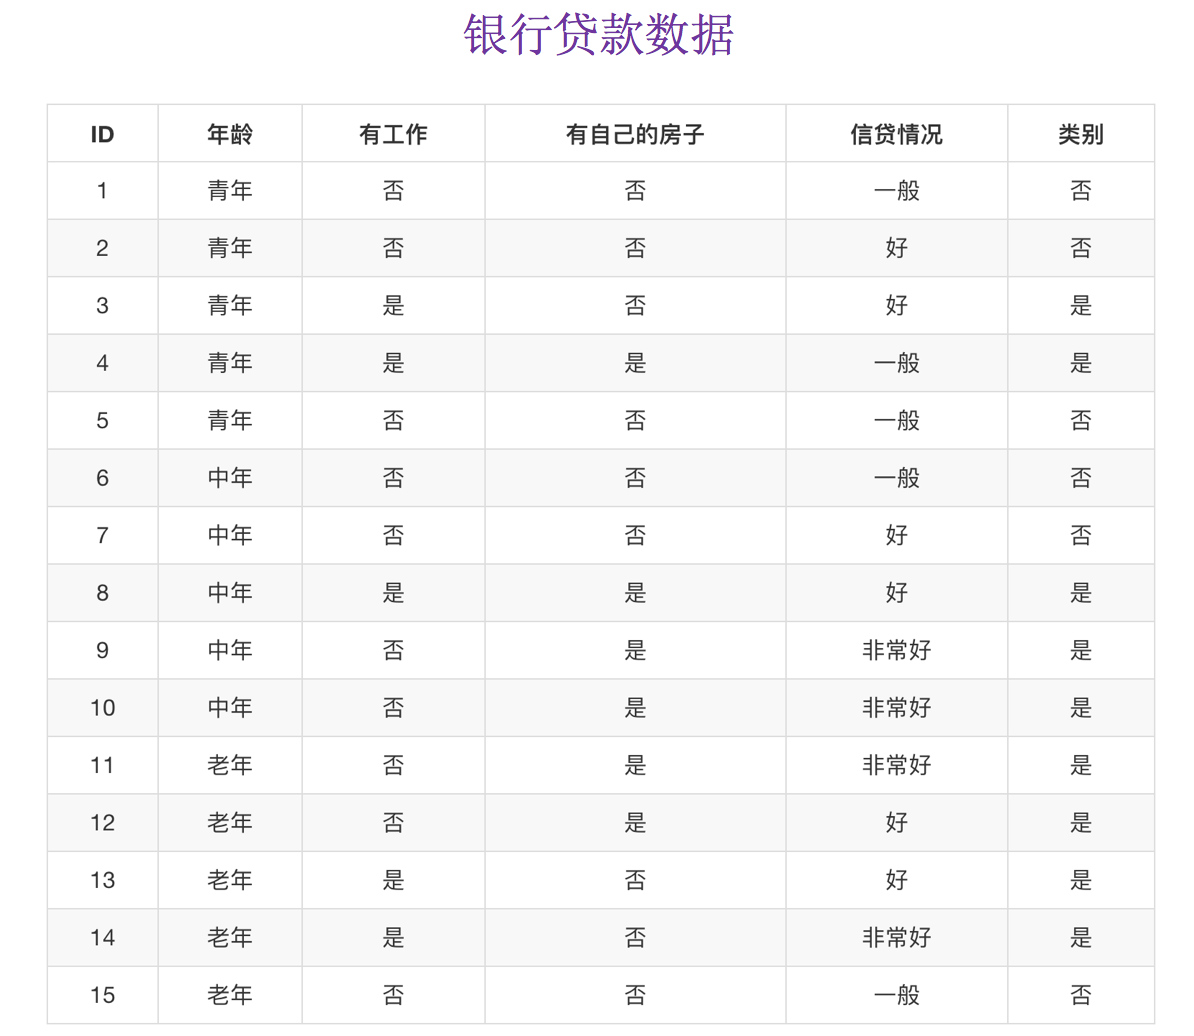 银行贷款数据
ID 年龄 有工作 有自己的房子 信贷情况 类别
1 青年 否 否 一般 否
2 青年 否 否 好 否
3 青年 是 否 好 是
4 青年 是 是 一般 是
5 青年 否 否 一般 否
6 中年 否 否 一般 否
7 中年 否 否 好 否
8 中年 是 是 好 是
9 中年 否 是 非常好 是
10 中年 否 是 非常好 是
11 老年 否 是 非常好 是
12 老年 否 是 好 是
13 老年 是 否 好 是
14 老年 是 否 非常好 是
15 老年 否 否 一般 否